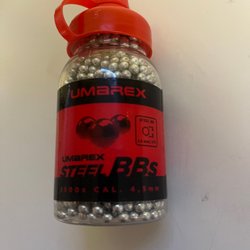 UMAREX
UMAREX
STEEL BBs
CAL. 4,5mm